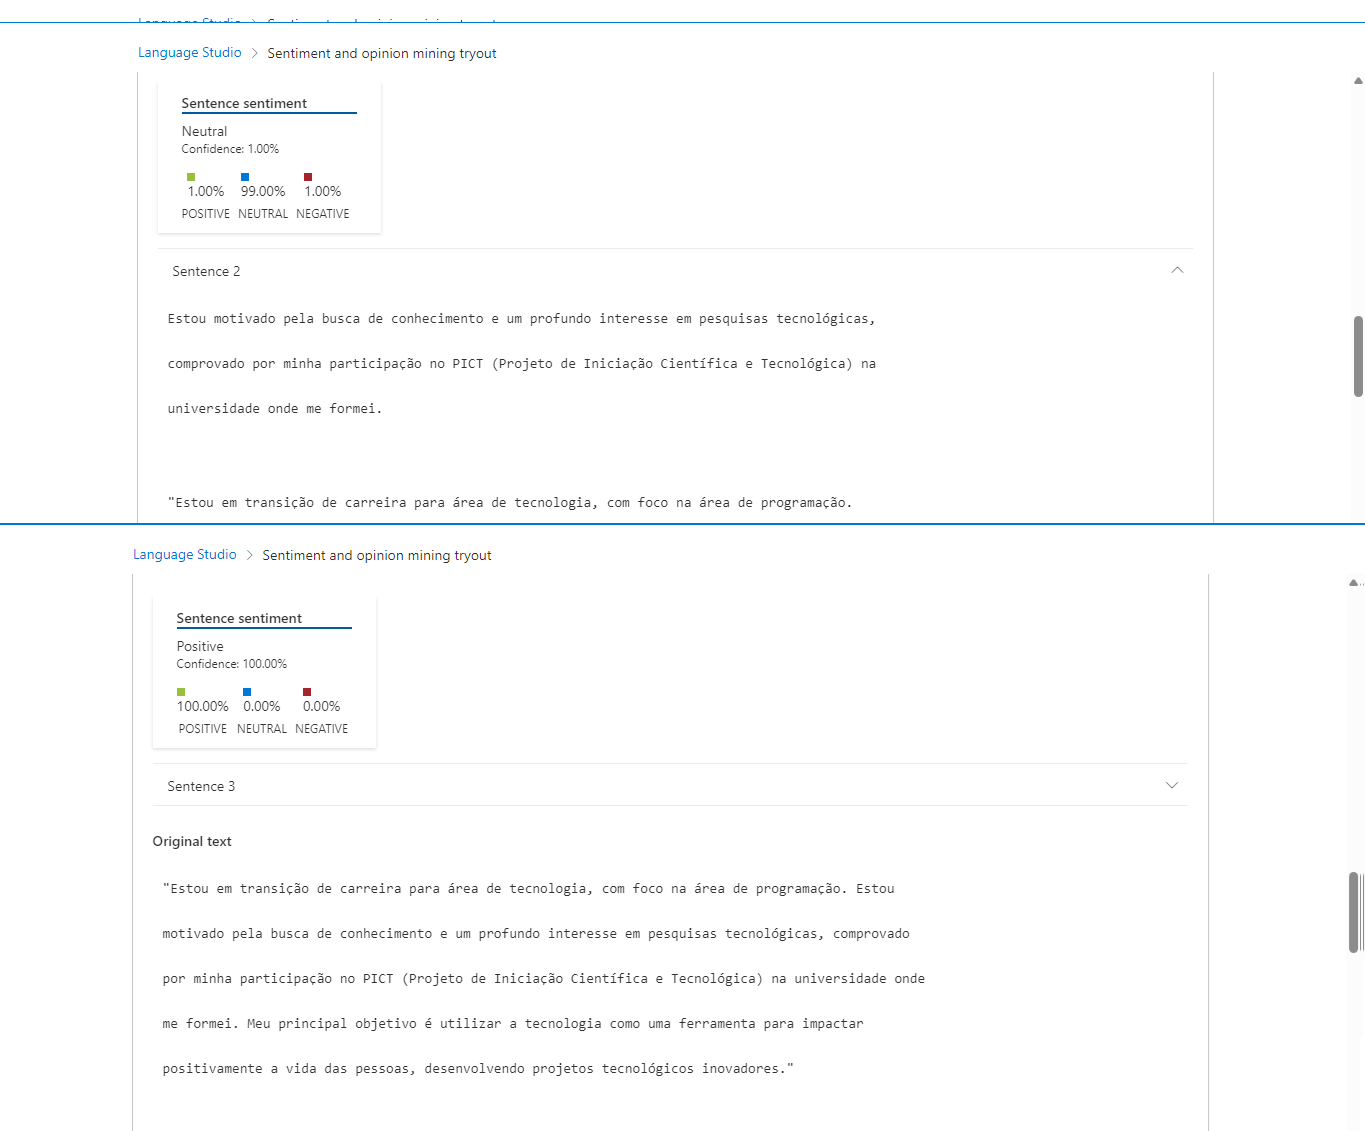 Language Studio > Sentiment and opinion mining tryout
Sentence sentiment
Neutral
Confidence: 1.00%
1.00% 99.00% 1.00%
POSITIVE NEUTRAL NEGATIVE
Sentence 2
Estou motivado pela busca de conhecimento e um profundo interesse em pesquisas tecnológicas,
comprovado por minha participação no PICT (Projeto de Iniciação Científica e Tecnológica) na
universidade onde me formei.
"Estou em transição de carreira para área de tecnologia, com foco na área de programação.
Language Studio > Sentiment and opinion mining tryout
Sentence sentiment
Positive
Confidence: 100.00%
100.00% 0.00% 0.00%
POSITIVE NEUTRAL NEGATIVE
Sentence 3
Original text
"Estou em transição de carreira para área de tecnologia, com foco na área de programação. Estou
motivado pela busca de conhecimento e um profundo interesse em pesquisas tecnológicas, comprovado
por minha participação no PICT (Projeto de Iniciação Científica e Tecnológica) na universidade onde
me formei. Meu principal objetivo é utilizar a tecnologia como uma ferramenta para impactar
positivamente a vida das pessoas, desenvolvendo projetos tecnológicos inovadores."